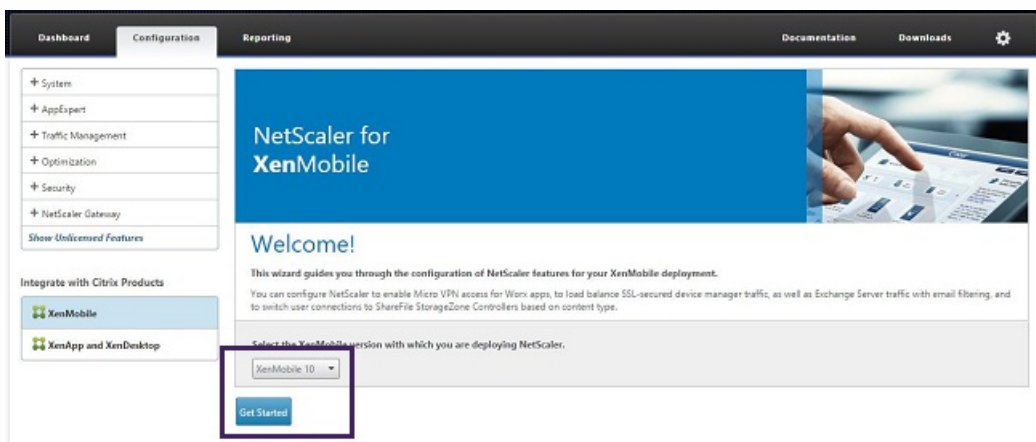 Dashboard Configuration Reporting Documentation Downloads
+ System
+ AppExpert
+ Traffic Management
+ Optimization
+ Security
+ NetScaler Gateway
Show Unlicensed Features
Integrate with Citrix Products
XenMobile
XenApp and XenDesktop
NetScaler for
XenMobile
Welcome!
This wizard guides you through the configuration of NetScaler features for your XenMobile deployment.
You can configure NetScaler to enable Micro VPN access for Worx apps, to load balance SSL-secured device manager traffic, as well as Exchange Server traffic with email filtering, and
to switch user connections to ShareFile StorageZone Controllers based on content type.
Select the XenMobile version with which you are deploying NetScaler.
XenMobile 10
Get Started